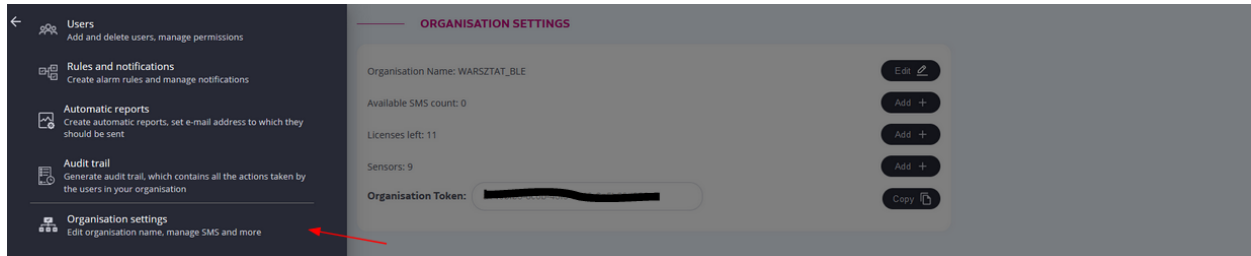 Users
Add and delete users, manage permissions
Rules and notifications
Create alarm rules and manage notifications
Automatic reports
Create automatic reports, set e-mail address to which they
should be sent
Audit trail
Generate audit trail, which contains all the actions taken by
the users in your organisation
Organisation settings
Edit organisation name, manage SMS and more
ORGANISATION SETTINGS
Organisation Name: WARSZTAT_BLE
Edit
Available SMS count: 0
Add +
Licenses left: 11
Add +
Sensors: 9
Add +
Organisation Token:
Copy